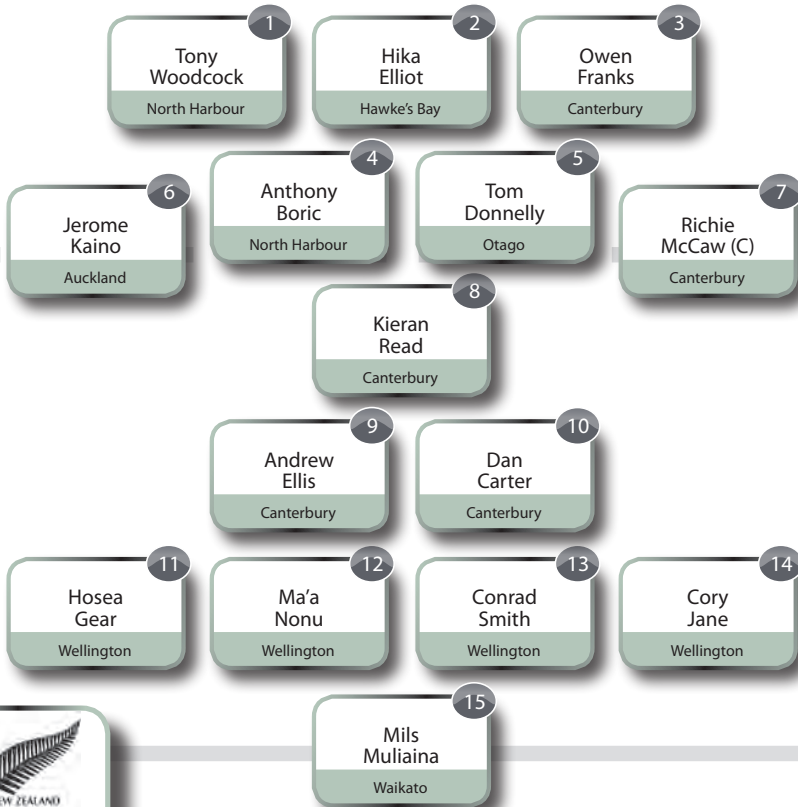 1
Tony
Woodcock
North Harbour
2
Hika
Elliot
Hawke's Bay
3
Owen
Franks
Canterbury
4
Anthony
Boric
North Harbour
5
Tom
Donnelly
Otago
6
Jerome
Kaino
Auckland
7
Richie
McCaw (C)
Canterbury
8
Kieran
Read
Canterbury
9
Andrew
Ellis
Canterbury
10
Dan
Carter
Canterbury
11
Hosea
Gear
Wellington
12
Ma'a
Nonu
Wellington
13
Conrad
Smith
Wellington
14
Cory
Jane
Wellington
15
Mils
Muliaina
Waikato
EW ZEALAND